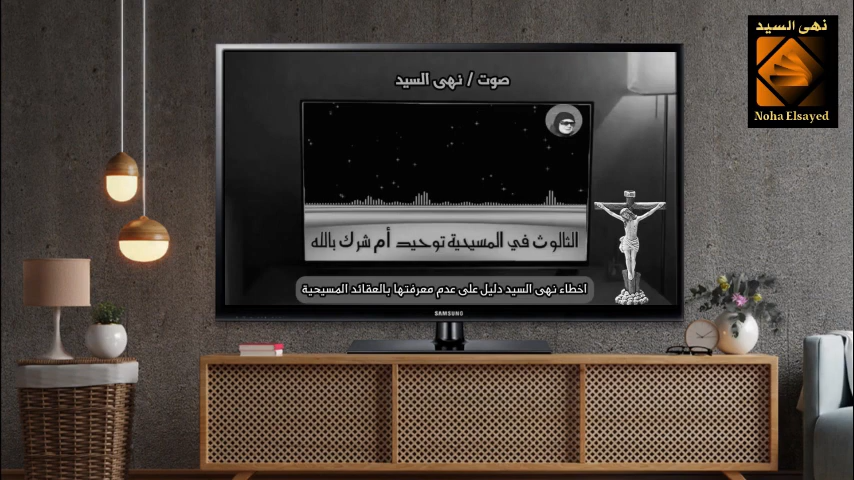 نهى السيد
Noha Elsayed
صوت / نهى السيد
الثالوث في المسيحية توحيد أم شرك بالله
اخطاء نهى السيد دليل على عدم معرفتها بالعقائد المسيحية
SAMSUNG